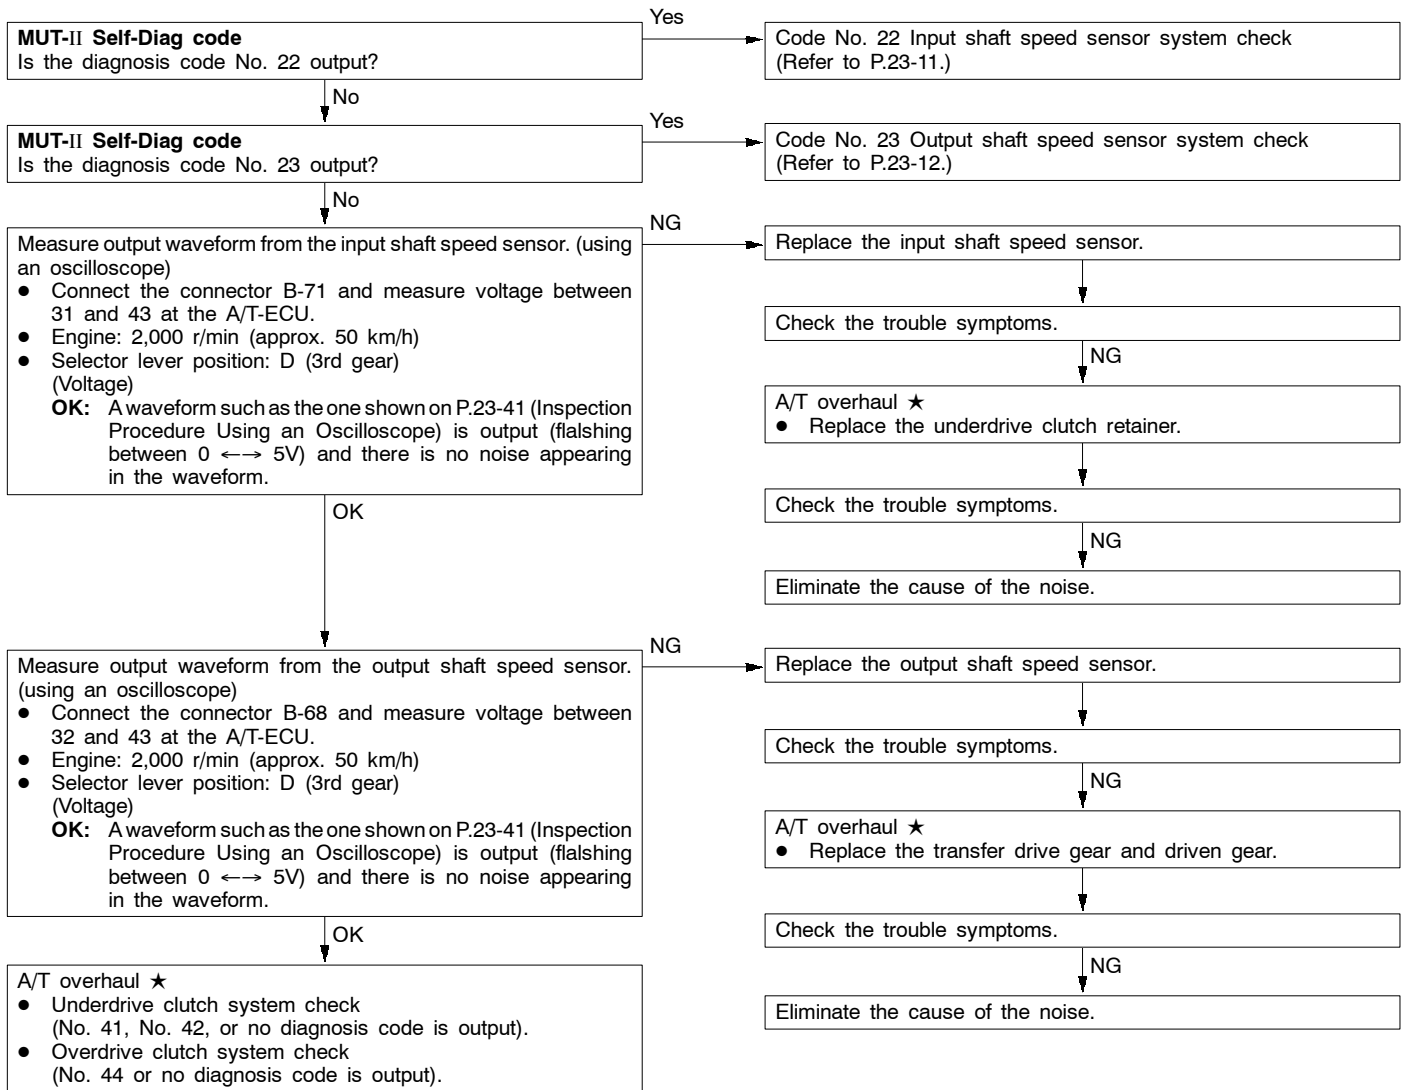 MUT-II Self-Diag code
Is the diagnosis code No. 22 output?
Yes
Code No. 22 Input shaft speed sensor system check
(Refer to P.23-11.)
No
MUT-II Self-Diag code
Is the diagnosis code No. 23 output?
Yes
Code No. 23 Output shaft speed sensor system check
(Refer to P.23-12.)
No
Measure output waveform from the input shaft speed sensor. (using
an oscilloscope)
● Connect the connector B-71 and measure voltage between
31 and 43 at the A/T-ECU.
● Engine: 2,000 r/min (approx. 50 km/h)
● Selector lever position: D (3rd gear)
(Voltage)
OK: A waveform such as the one shown on P.23-41 (Inspection
Procedure Using an Oscilloscope) is output (flalshing
between 0 ←→ 5V) and there is no noise appearing
in the waveform.
NG
Replace the input shaft speed sensor.
Check the trouble symptoms.
NG
A/T overhaul ★
● Replace the underdrive clutch retainer.
Check the trouble symptoms.
NG
Eliminate the cause of the noise.
OK
Measure output waveform from the output shaft speed sensor.
(using an oscilloscope)
● Connect the connector B-68 and measure voltage between
32 and 43 at the A/T-ECU.
● Engine: 2,000 r/min (approx. 50 km/h)
● Selector lever position: D (3rd gear)
(Voltage)
OK: A waveform such as the one shown on P.23-41 (Inspection
Procedure Using an Oscilloscope) is output (flalshing
between 0 ←→ 5V) and there is no noise appearing
in the waveform.
NG
Replace the output shaft speed sensor.
Check the trouble symptoms.
NG
A/T overhaul ★
● Replace the transfer drive gear and driven gear.
Check the trouble symptoms.
NG
Eliminate the cause of the noise.
OK
A/T overhaul ★
● Underdrive clutch system check
(No. 41, No. 42, or no diagnosis code is output).
● Overdrive clutch system check
(No. 44 or no diagnosis code is output).